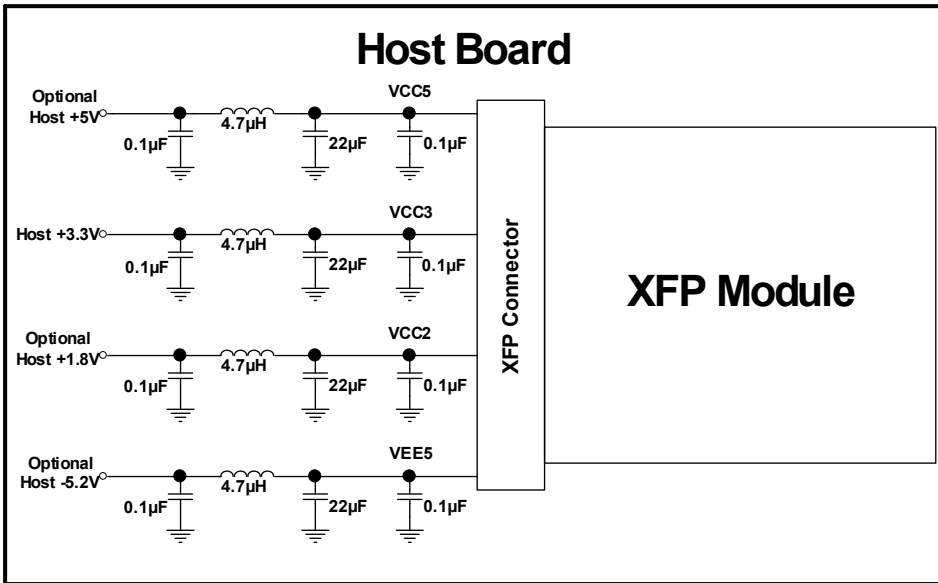 Host Board
Optional
Host +5V
VCC5
4.7µH
0.1µF
22µF
0.1µF
Host +3.3V
VCC3
4.7µH
0.1µF
22µF
0.1µF
Optional
Host +1.8V
VCC2
4.7µH
0.1µF
22µF
0.1µF
Optional
Host -5.2V
VEE5
4.7µH
0.1µF
22µF
0.1µF
XFP Connector
XFP Module